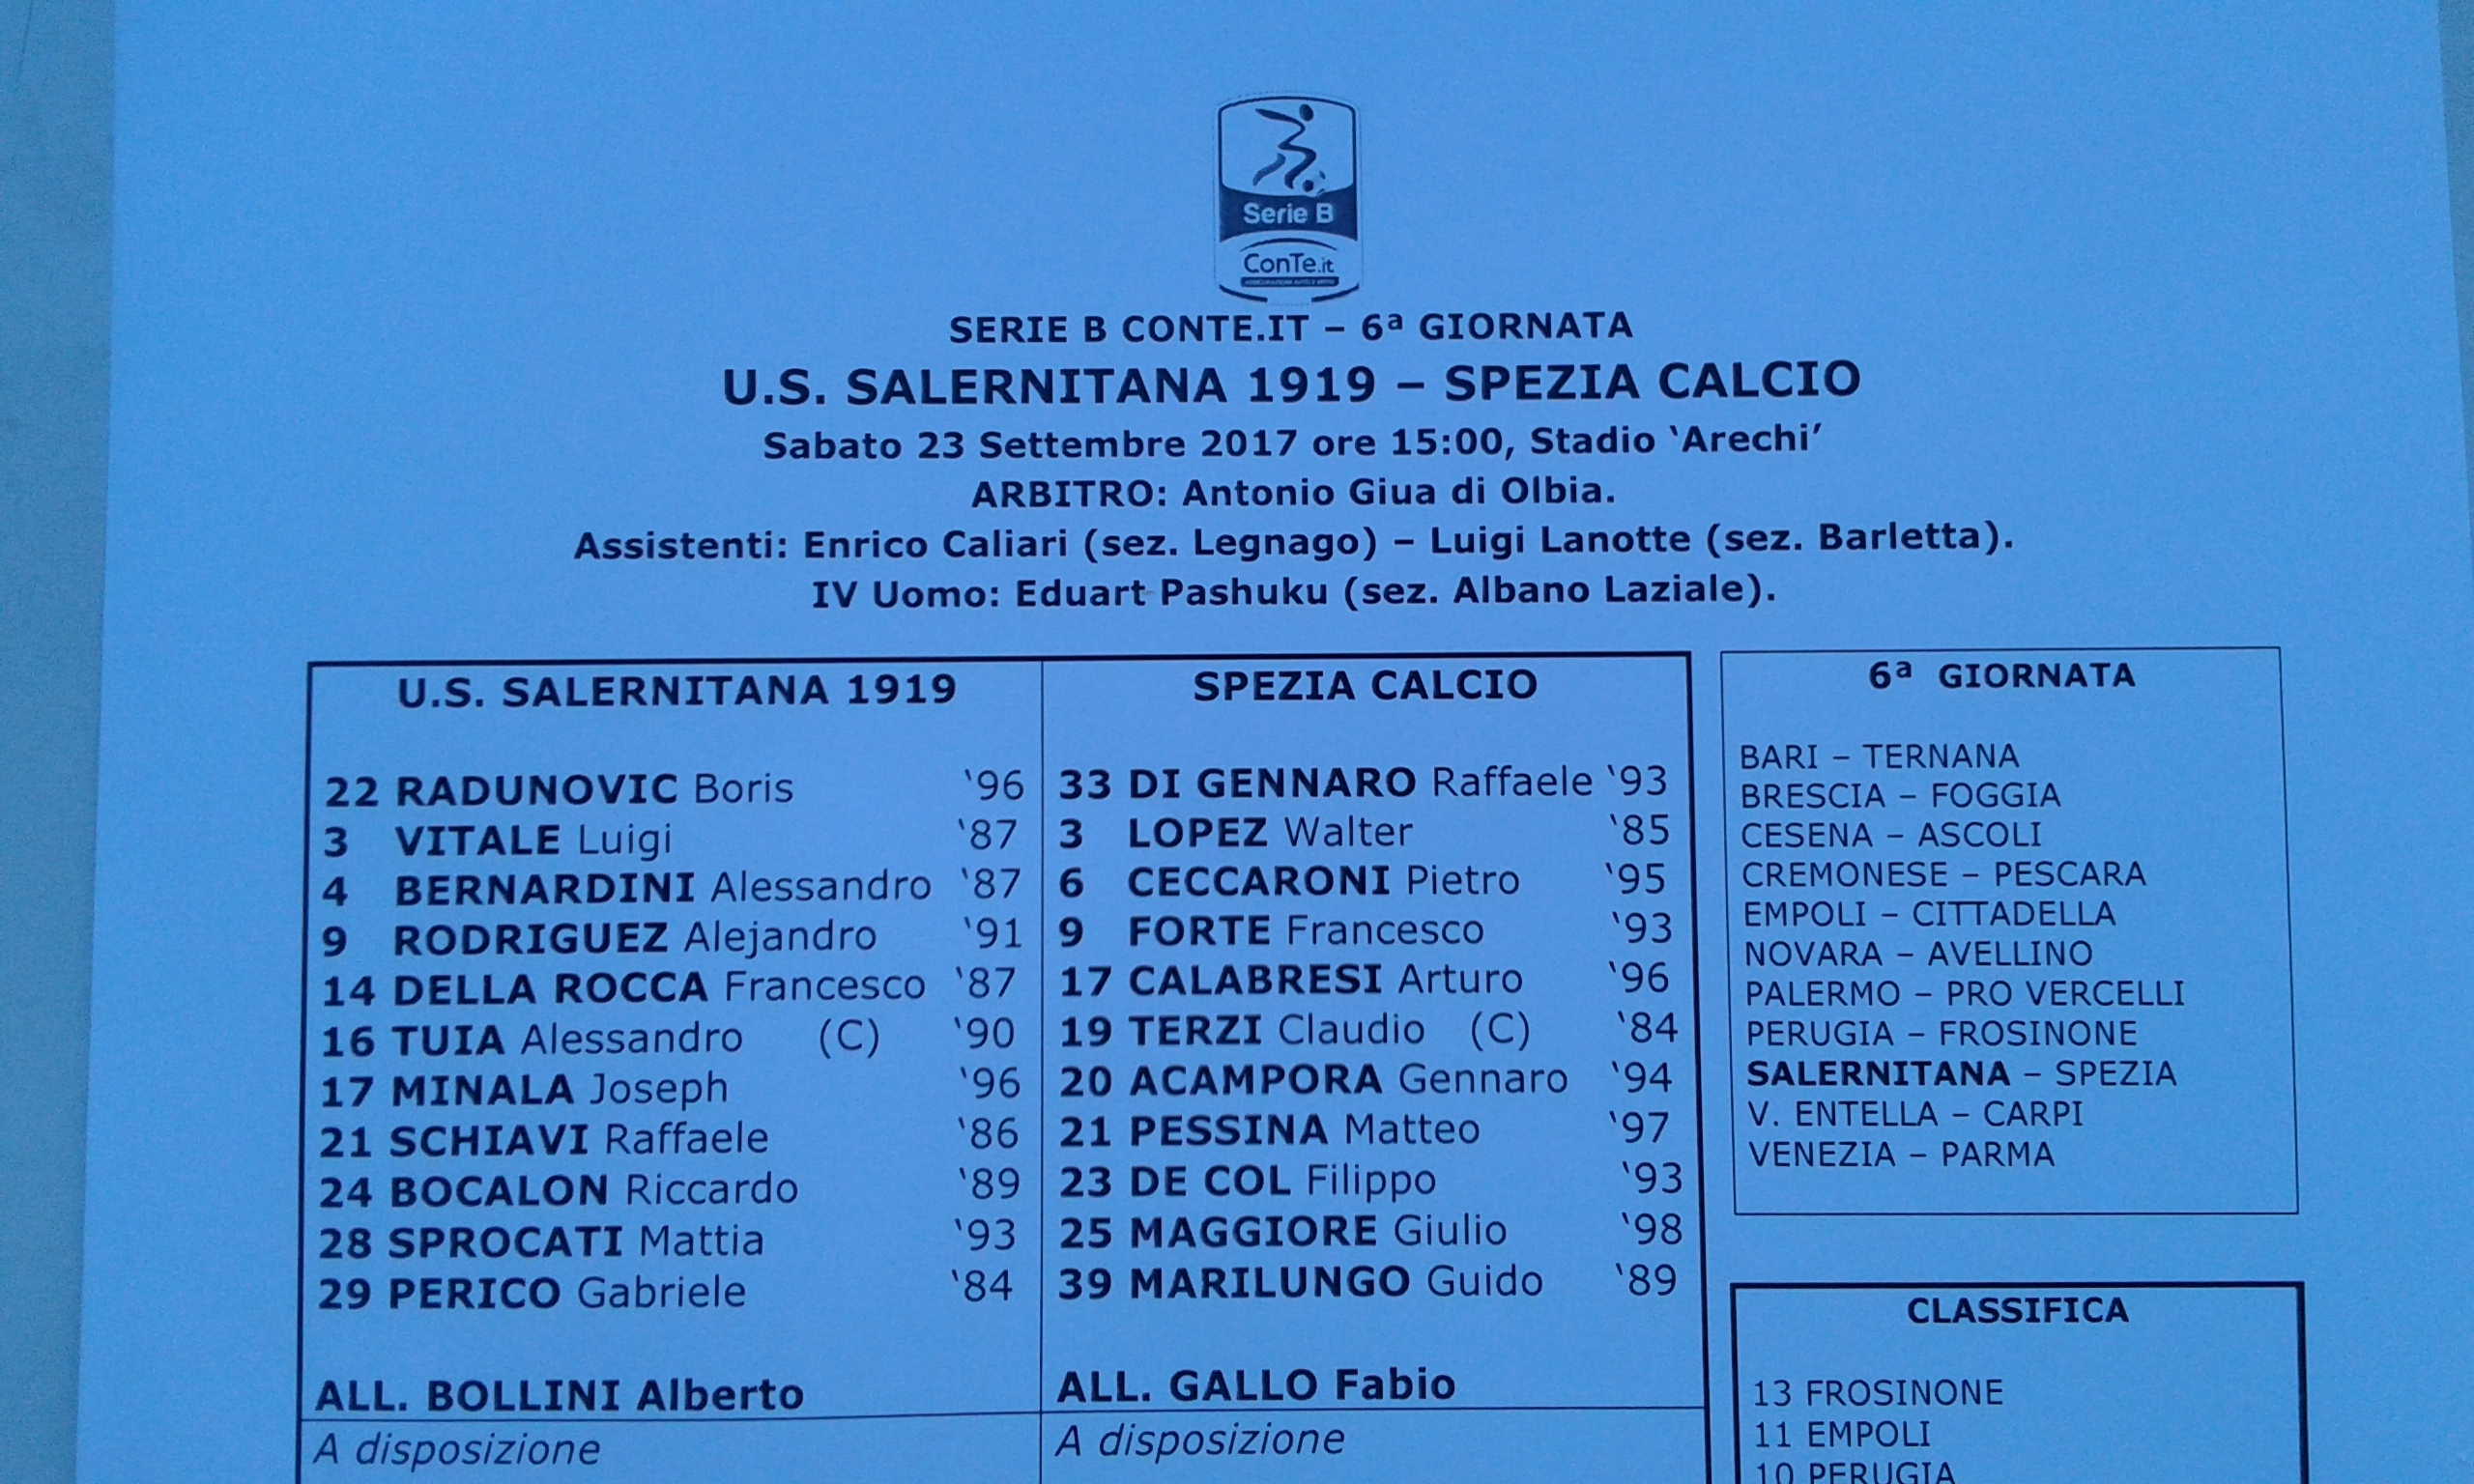 Serie B
ConTe.it
SERIE B CONTE.IT – 6ª GIORNATA
U.S. SALERNITANA 1919 – SPEZIA CALCIO
Sabato 23 Settembre 2017 ore 15:00, Stadio ‘Arechi’
ARBITRO: Antonio Giua di Olbia.
Assistenti: Enrico Caliari (sez. Legnago) – Luigi Lanotte (sez. Barletta).
IV Uomo: Eduart Pashuku (sez. Albano Laziale).
U.S. SALERNITANA 1919
22 RADUNOVIC Boris ‘96
3 VITALE Luigi ‘87
4 BERNARDINI Alessandro ‘87
9 RODRIGUEZ Alejandro ‘91
14 DELLA ROCCA Francesco ‘87
16 TUIA Alessandro (C) ‘90
17 MINALA Joseph ‘96
21 SCHIAVI Raffaele ‘86
24 BOCALON Riccardo ‘89
28 SPROCATI Mattia ‘93
29 PERICO Gabriele ‘84
ALL. BOLLINI Alberto
A disposizione
SPEZIA CALCIO
33 DI GENNARO Raffaele ‘93
3 LOPEZ Walter ‘85
6 CECCARONI Pietro ‘95
9 FORTE Francesco ‘93
17 CALABRESI Arturo ‘96
19 TERZI Claudio (C) ‘84
20 ACAMPORA Gennaro ‘94
21 PESSINA Matteo ‘97
23 DE COL Filippo ‘93
25 MAGGIORE Giulio ‘98
39 MARILUNGO Guido ‘89
ALL. GALLO Fabio
A disposizione
6ª GIORNATA
BARI – TERNANA
BRESCIA – FOGGIA
CESENA – ASCOLI
CREMONESE – PESCARA
EMPOLI – CITTADELLA
NOVARA – AVELLINO
PALERMO – PRO VERCELLI
PERUGIA – FROSINONE
SALERNITANA – SPEZIA
V. ENTELLA – CARPI
VENEZIA – PARMA
CLASSIFICA
13 FROSINONE
11 EMPOLI
10 PERUGIA